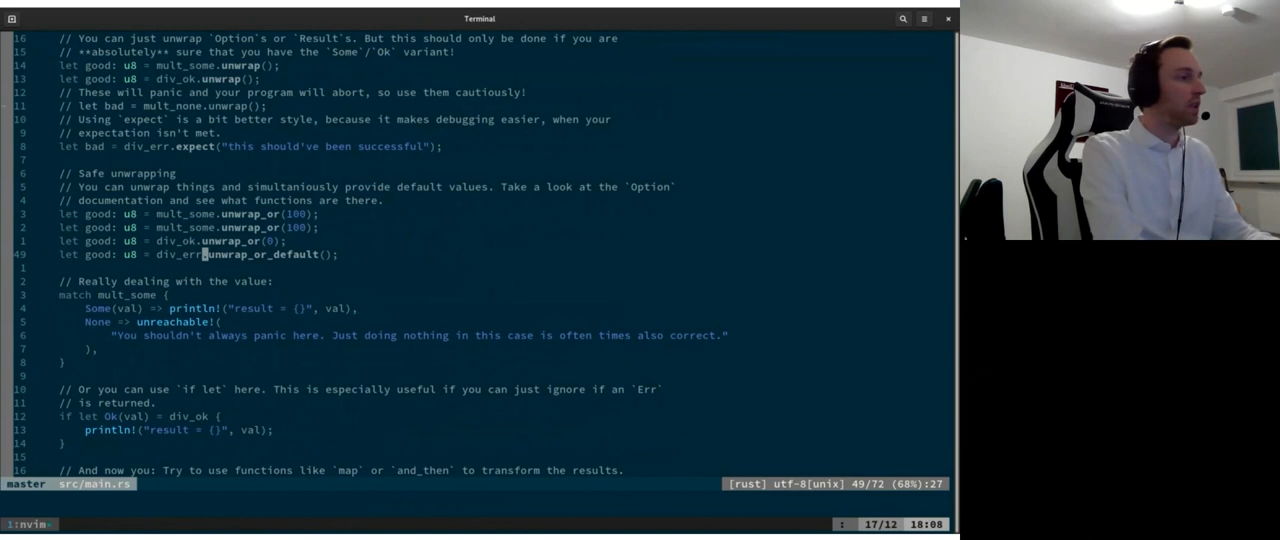 Terminal
16 // You can just unwrap `Option`s or `Result`s. But this should only be done if you are
15 // **absolutely** sure that you have the `Some`/`Ok` variant!
14 let good: u8 = mult_some.unwrap();
13 let good: u8 = div_ok.unwrap();
12 // These will panic and your program will abort, so use them cautiously!
11 // let bad = mult_none.unwrap();
10 // Using `expect` is a bit better style, because it makes debugging easier, when your
9 // expectation isn't met.
8 let bad = div_err.expect("this should've been successful");
7
6 // Safe unwrapping
5 // You can unwrap things and simultaniously provide default values. Take a look at the `Option`
4 // documentation and see what functions are there.
3 let good: u8 = mult_some.unwrap_or(100);
2 let good: u8 = mult_some.unwrap_or(100);
1 let good: u8 = div_ok.unwrap_or(0);
49 let good: u8 = div_err.unwrap_or_default();
1
2 // Really dealing with the value:
3 match mult_some {
4 Some(val) => println!("result = {}", val),
5 None => unreachable!(
6 "You shouldn't always panic here. Just doing nothing in this case is often times also correct."
7 ),
8 }
9
10 // Or you can use `if let` here. This is especially useful if you can just ignore if an `Err`
11 // is returned.
12 if let Ok(val) = div_ok {
13 println!("result = {}", val);
14 }
15
16 // And now you: Try to use functions like `map` or `and_then` to transform the results.
master src/main.rs [rust] utf-8[unix] 49/72 (68%):27
1:nvim* : 17/12 18:08